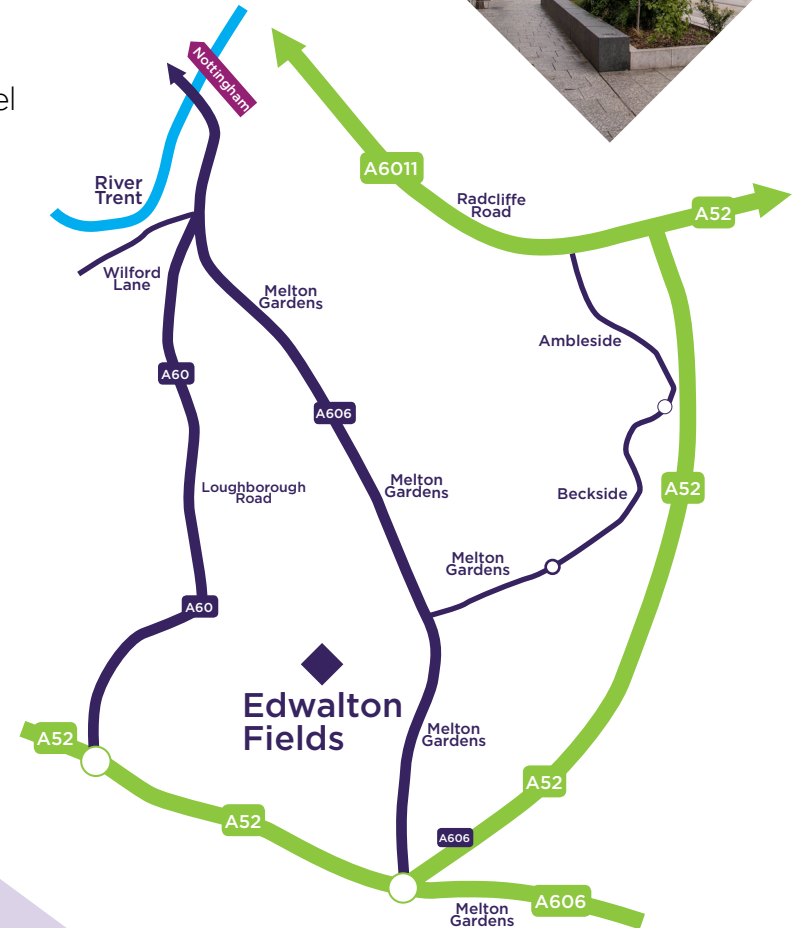 el
Nottingham
A6011
River
Trent
Radcliffe
Road
A52
Wilford
Lane
Melton
Gardens
Ambleside
A60
A606
Melton
Gardens
Loughborough
Road
Beckside
A52
Melton
Gardens
A60
Edwalton
Fields
Melton
Gardens
A52
A52
A52
A606
A606
Melton
Gardens